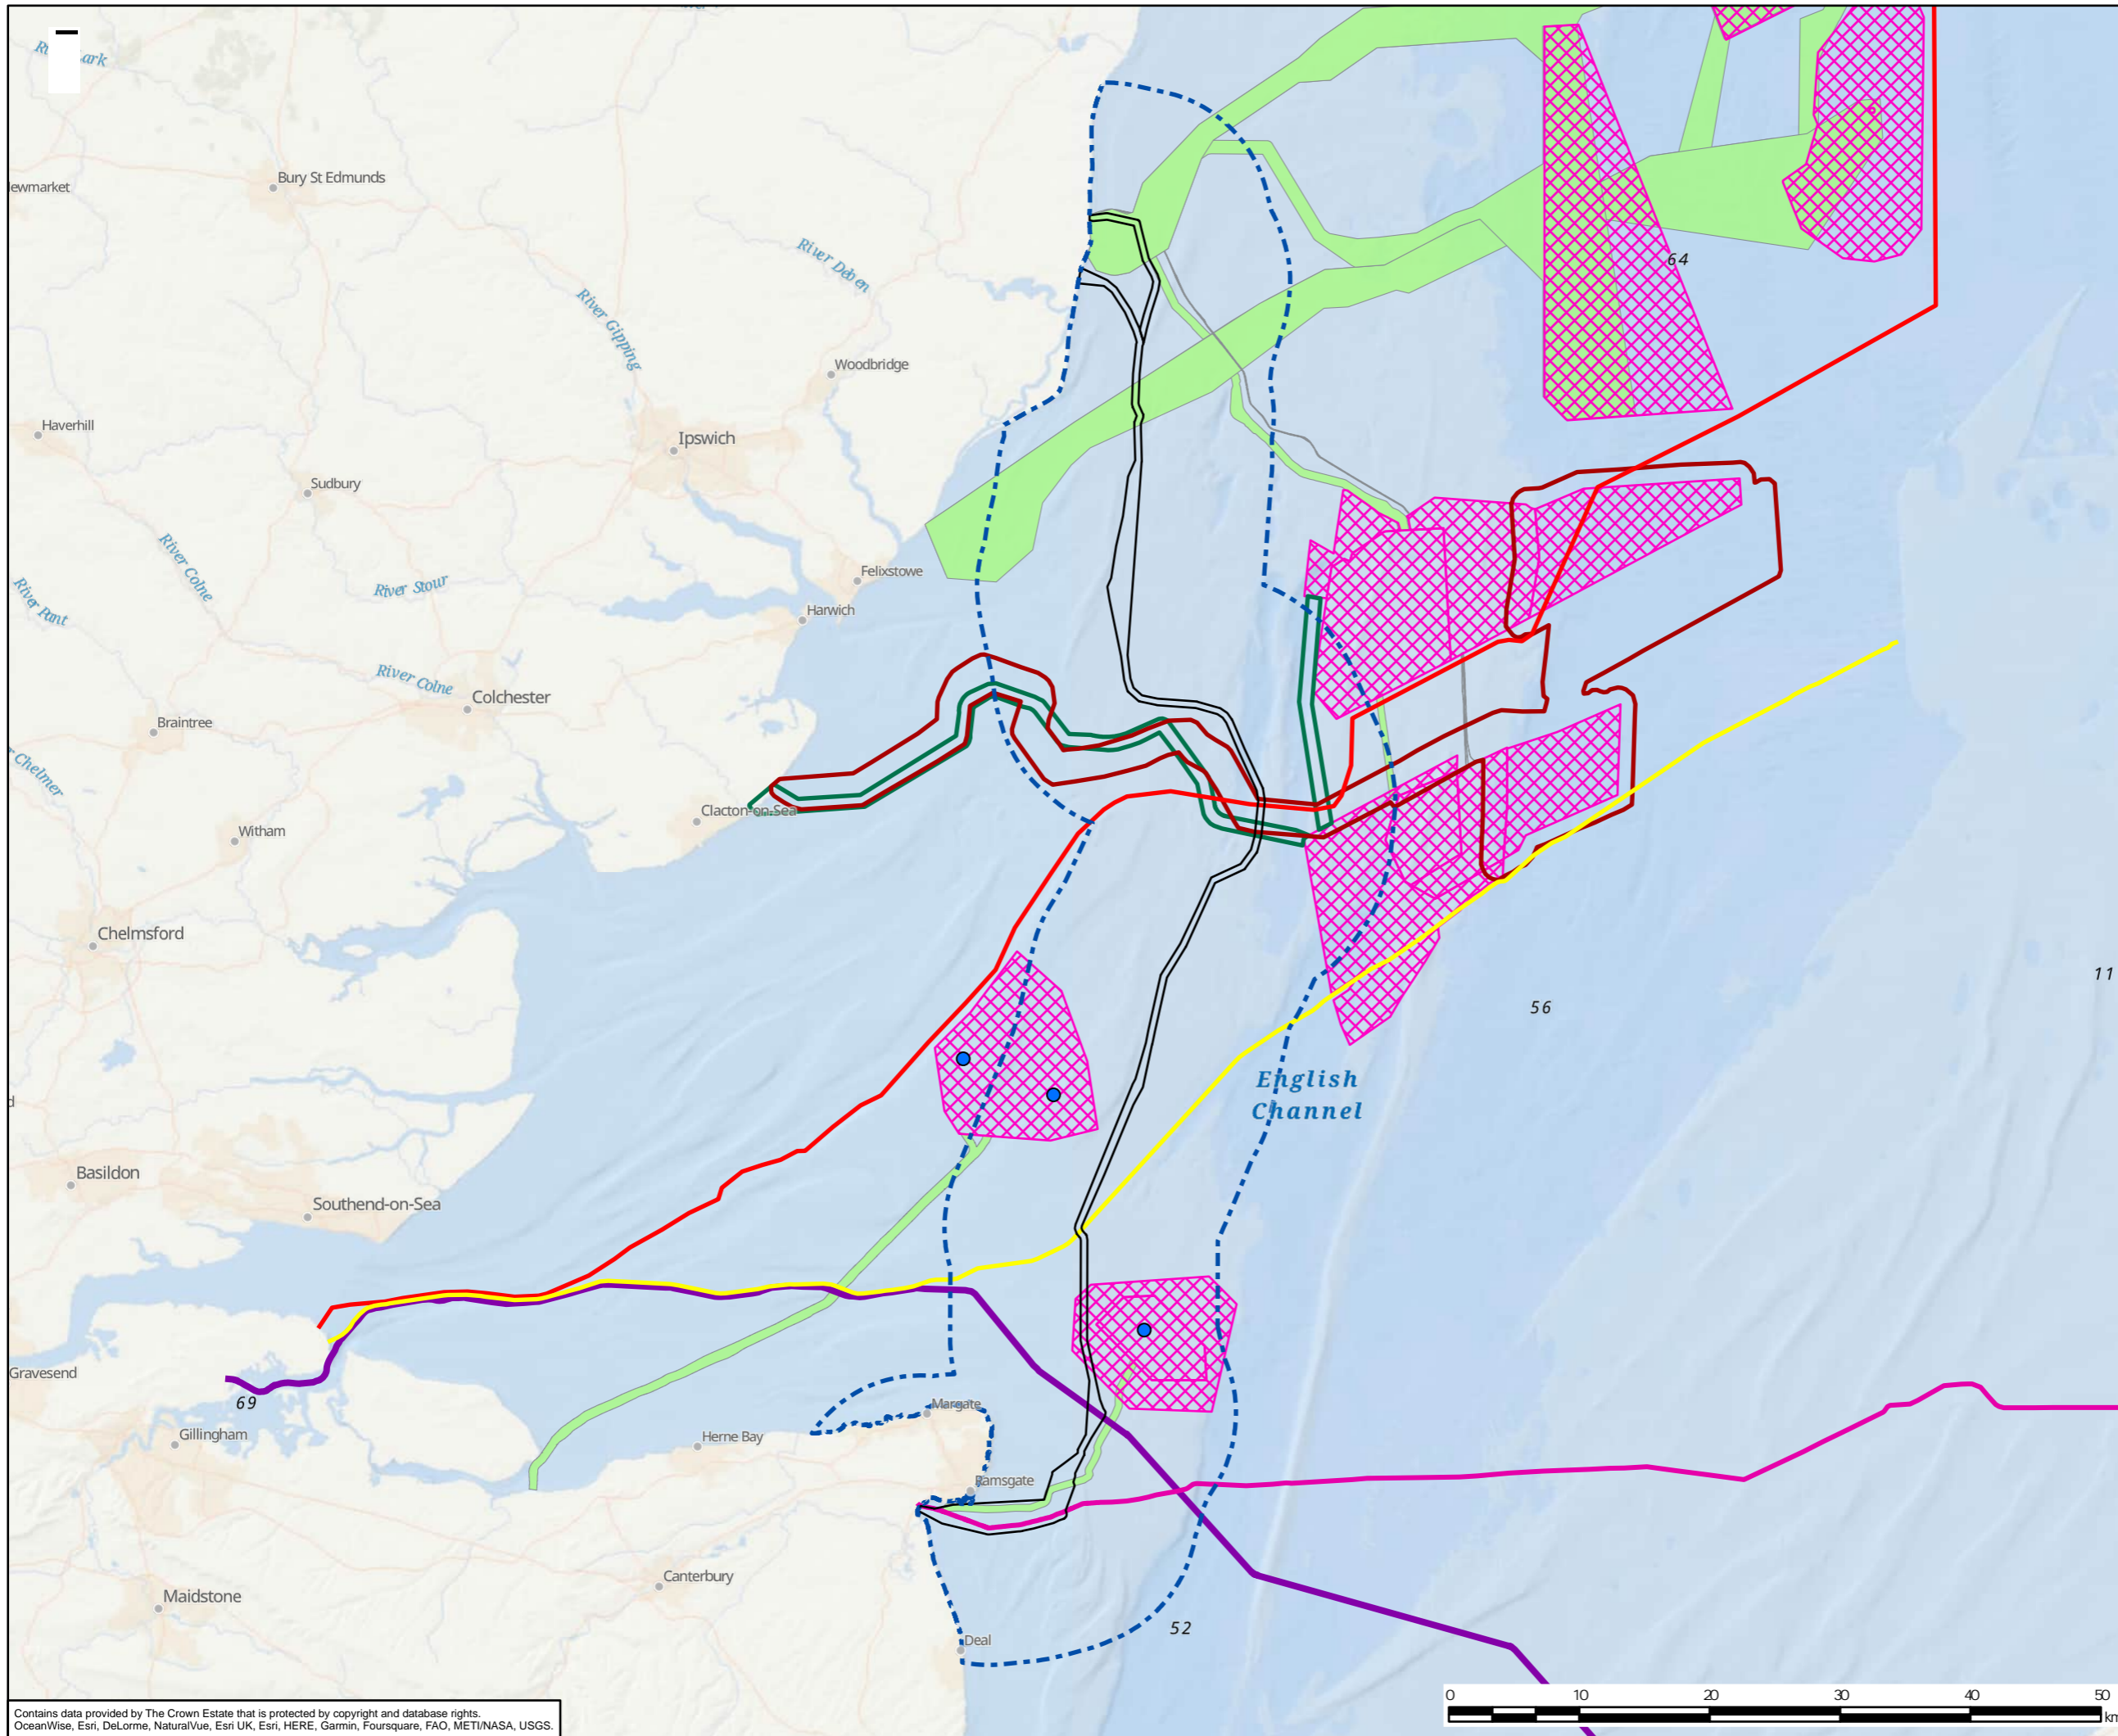 River Lark
Bury St Edmunds
ewmarket
River Deben
64
River Gipping
Woodbridge
Haverhill
Ipswich
Sudbury
River Colne
Felixstowe
River Pant
River Stour
Harwich
River Colne
Colchester
Braintree
r Chelmer
Clacton-on-Sea
Witham
Chelmsford
11
56
English
Channel
d
Basildon
Southend-on-Sea
Gravesend
69
Margate
Gillingham
Herne Bay
Ramsgate
Canterbury
Maidstone
52
Deal
0 10 20 30 40 50
km
Contains data provided by The Crown Estate that is protected by copyright and database rights.
OceanWise, Esri, DeLorme, NaturalVue, Esri UK, Esri, HERE, Garmin, Foursquare, FAO, METI/NASA, USGS.